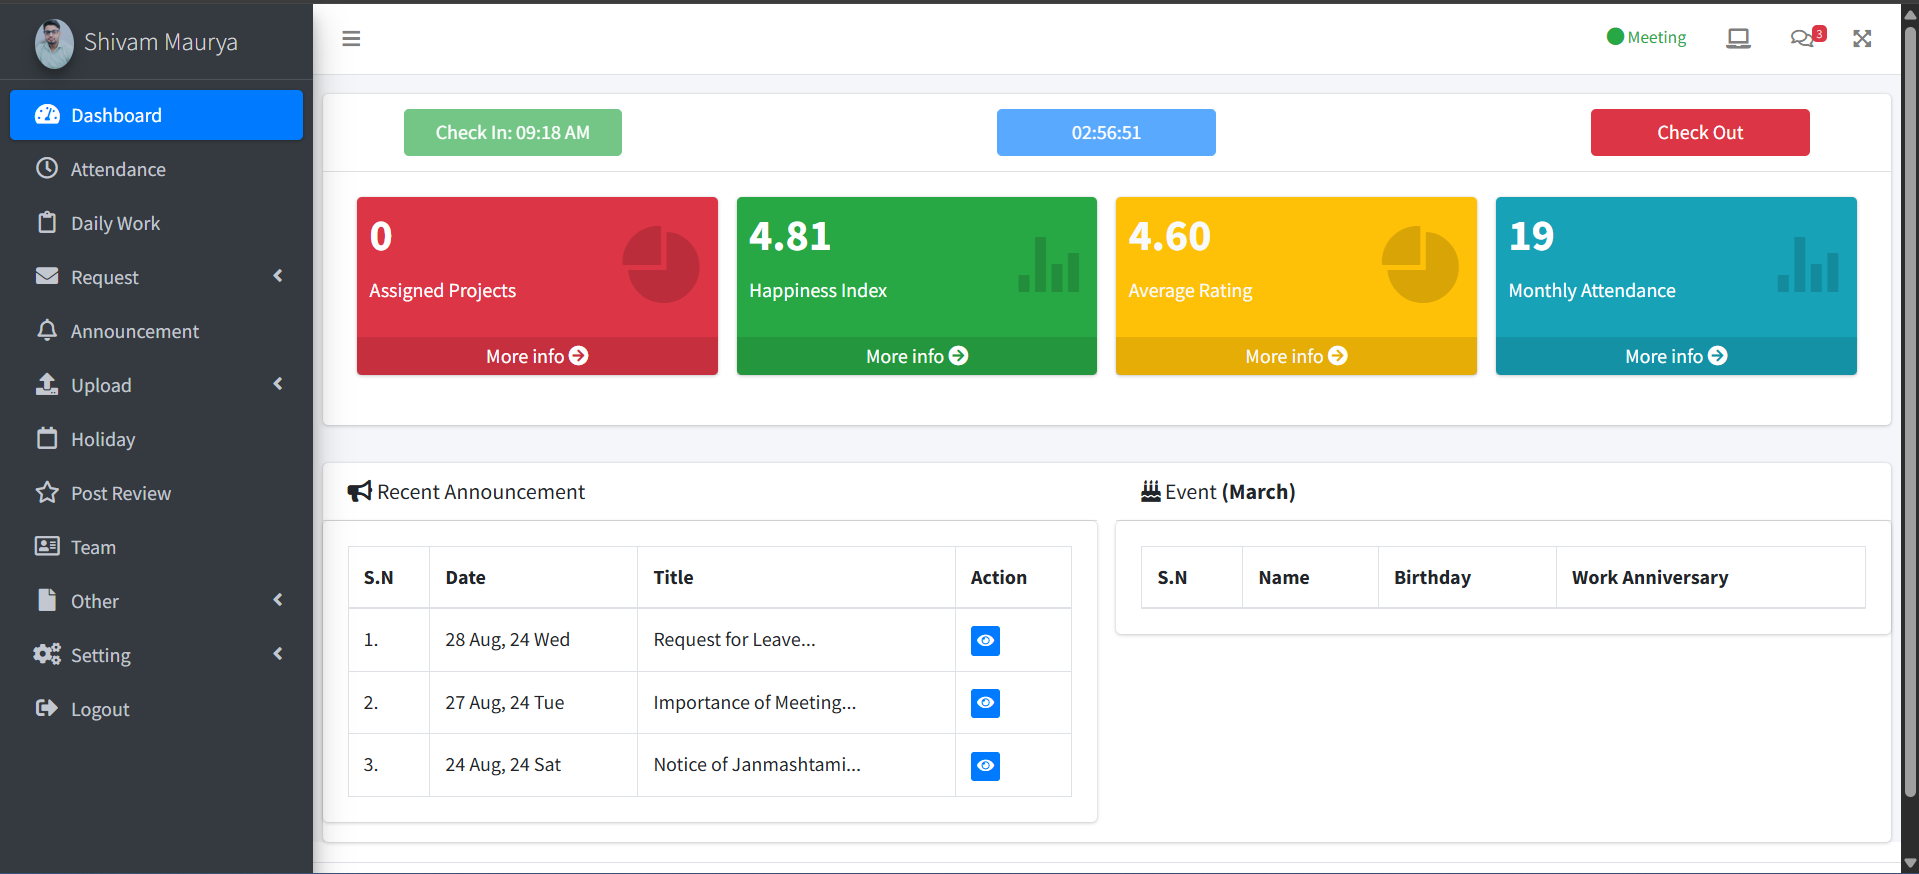 Shivam Maurya
Meeting
3
Dashboard
Attendance
Daily Work
Request
Announcement
Upload
Holiday
Post Review
Team
Other
Setting
Logout
Check In: 09:18 AM
02:56:51
Check Out
0
Assigned Projects
More info
4.81
Happiness Index
More info
4.60
Average Rating
More info
19
Monthly Attendance
More info
Recent Announcement
S.N Date Title Action
1. 28 Aug, 24 Wed Request for Leave...
2. 27 Aug, 24 Tue Importance of Meeting...
3. 24 Aug, 24 Sat Notice of Janmashtami...
Event (March)
S.N Name Birthday Work Anniversary